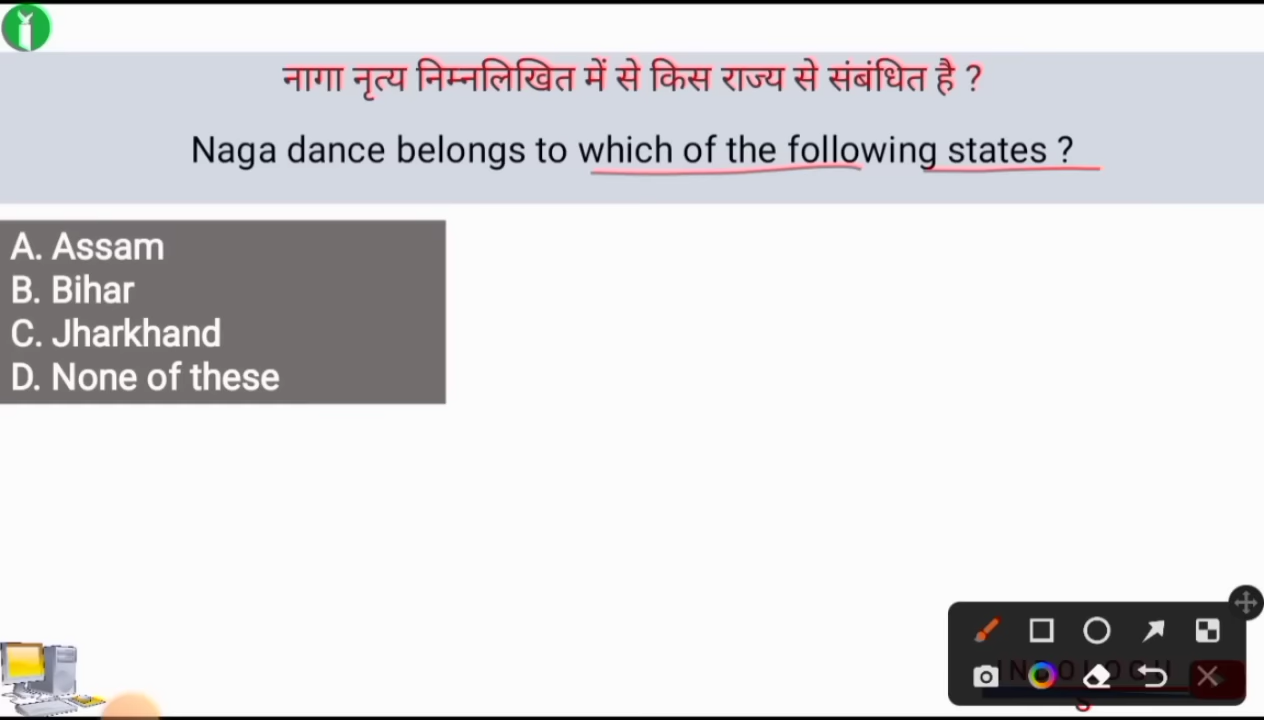 नागा नृत्य निम्नलिखित में से किस राज्य से संबंधित है ?
Naga dance belongs to which of the following states ?
A. Assam
B. Bihar
C. Jharkhand
D. None of these